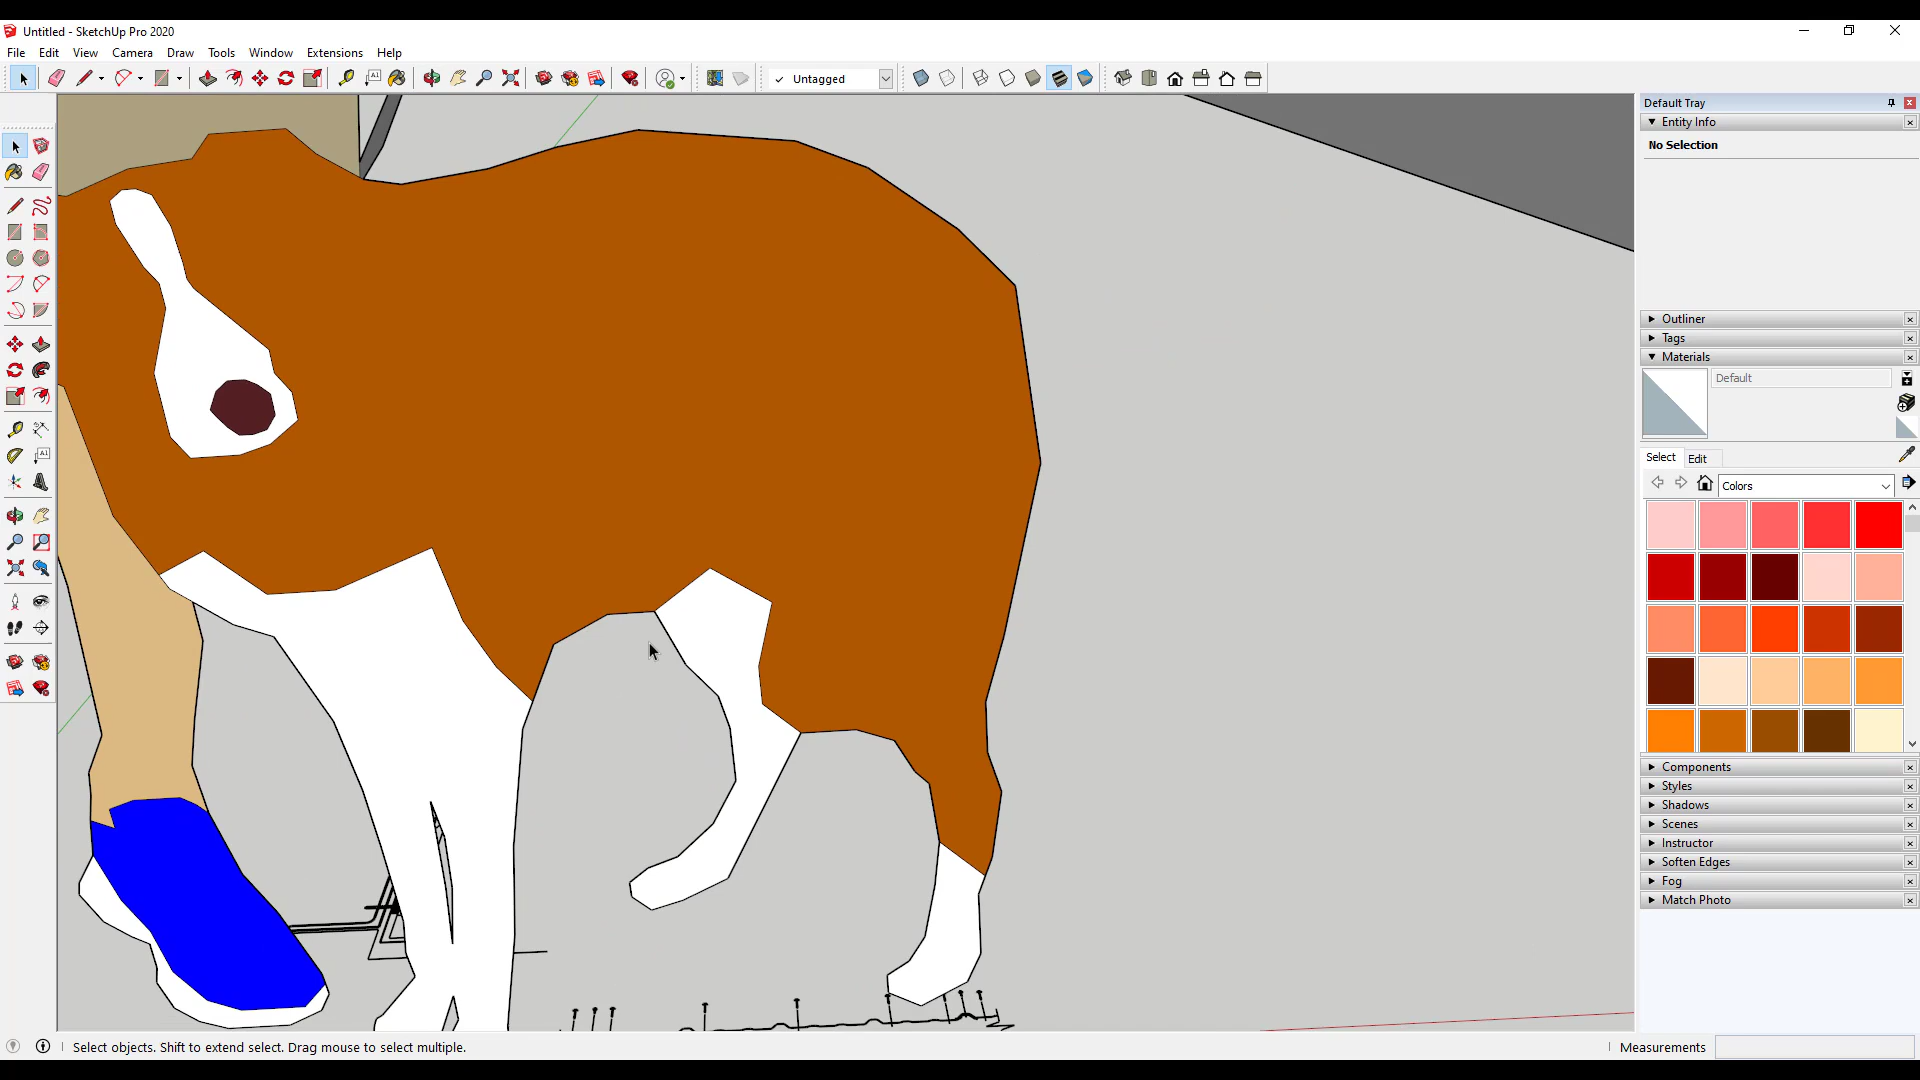 Untitled - SketchUp Pro 2020
File Edit View Camera Draw Tools Window Extensions Help
Untagged
Default Tray
Entity Info
No Selection
Outliner
Tags
Materials
Default
Select Edit
Colors
Components
Styles
Shadows
Scenes
Instructor
Soften Edges
Fog
Match Photo
Select objects. Shift to extend select. Drag mouse to select multiple.
Measurements